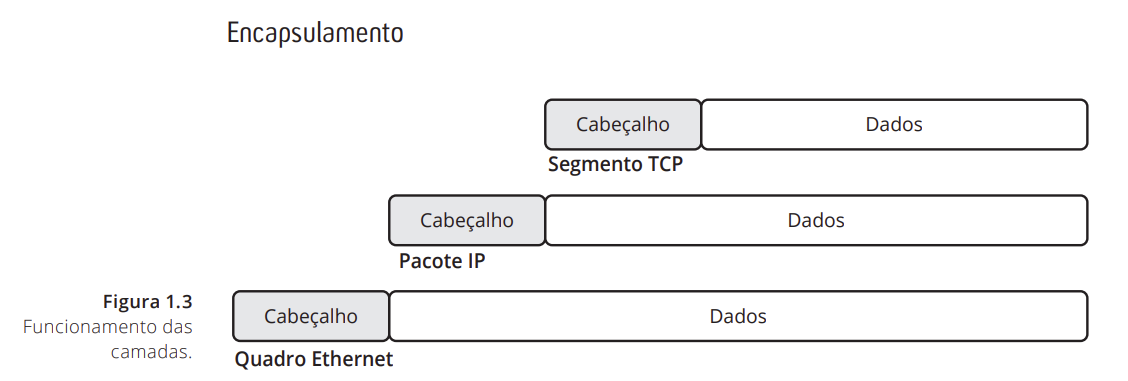 Encapsulamento
Cabeçalho Dados
Segmento TCP
Cabeçalho Dados
Pacote IP
Figura 1.3
Funcionamento das
camadas.
Cabeçalho Dados
Quadro Ethernet